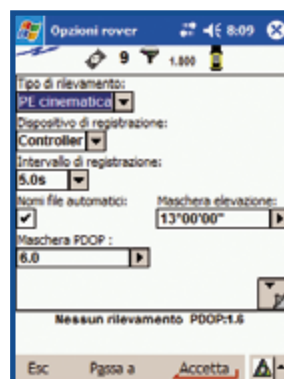 Opzioni rover 8:09
9 1.800
Tipo di rilevamento:
PE cinematica
Dispositivo di registrazione:
Controller
Intervallo di registrazione:
5.0s
Nomi file automatici: Maschera elevazione:
13°00'00"
Maschera PDOP :
6.0
Nessun rilevamento PDOP:1.6
Esc Passa a Accetta